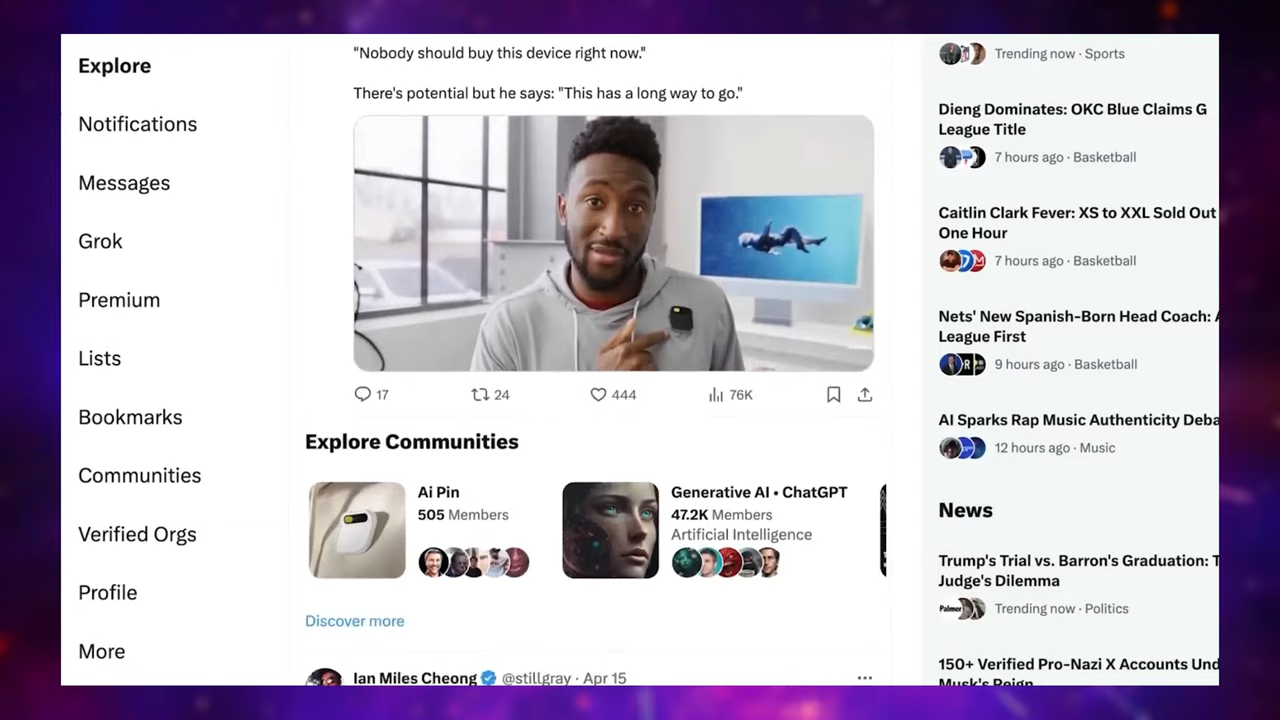 Explore
Notifications
Messages
Grok
Premium
Lists
Bookmarks
Communities
Verified Orgs
Profile
More
"Nobody should buy this device right now."
There's potential but he says: "This has a long way to go."
17
24
444
76K
Explore Communities
Ai Pin
505 Members
Generative AI • ChatGPT
47.2K Members
Artificial Intelligence
Discover more
Ian Miles Cheong @stillgray · Apr 15
Trending now · Sports
Dieng Dominates: OKC Blue Claims G
League Title
7 hours ago · Basketball
Caitlin Clark Fever: XS to XXL Sold Out
One Hour
7 hours ago · Basketball
Nets' New Spanish-Born Head Coach: A
League First
9 hours ago · Basketball
AI Sparks Rap Music Authenticity Deba
12 hours ago · Music
News
Trump's Trial vs. Barron's Graduation: T
Judge's Dilemma
Palmer
Trending now · Politics
150+ Verified Pro-Nazi X Accounts Und
Musk's Reign